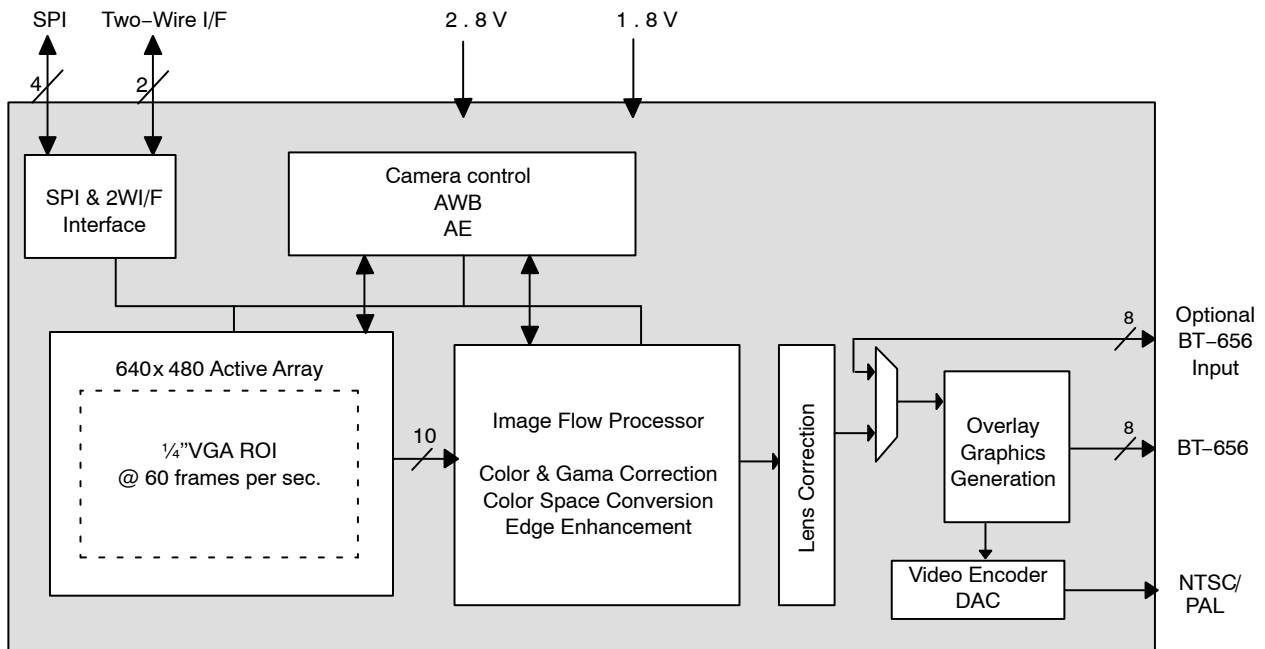 SPI
Two−Wire I/F
2 . 8 V
1 . 8 V
4
2
SPI & 2WI/F
Interface
Camera control
AWB
AE
640x 480 Active Array
¼”VGA ROI
@ 60 frames per sec.
10
Image Flow Processor
Color & Gama Correction
Color Space Conversion
Edge Enhancement
Lens Correction
8
Optional
BT−656
Input
Overlay
Graphics
Generation
8
BT−656
Video Encoder
DAC
NTSC/
PAL